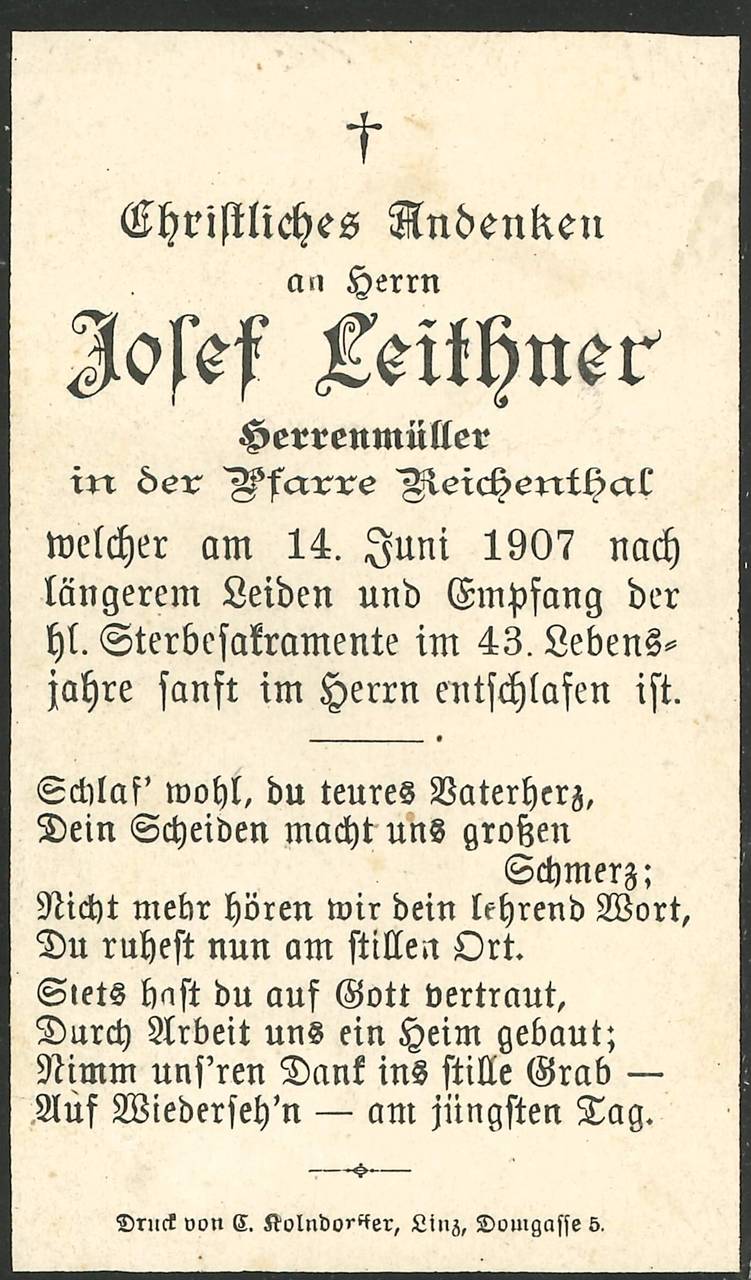 Christliches Andenken
an Herrn
Josef Leithner
Herrenmüller
in der Pfarre Reichenthal
welcher am 14. Juni 1907 nach
längerem Leiden und Empfang der
hl. Sterbesakramente im 43. Lebens-
jahre sanft im Herrn entschlafen ist.
Schlaf' wohl, du teures Vaterherz,
Dein Scheiden macht uns großen
Schmerz;
Nicht mehr hören wir dein lehrend Wort,
Du ruhest nun am stillen Ort.
Stets hast du auf Gott vertraut,
Durch Arbeit uns ein Heim gebaut;
Nimm uns'ren Dank ins stille Grab —
Auf Wiederseh'n — am jüngsten Tag.
Druck von C. Kolndorffer, Linz, Domgasse 5.